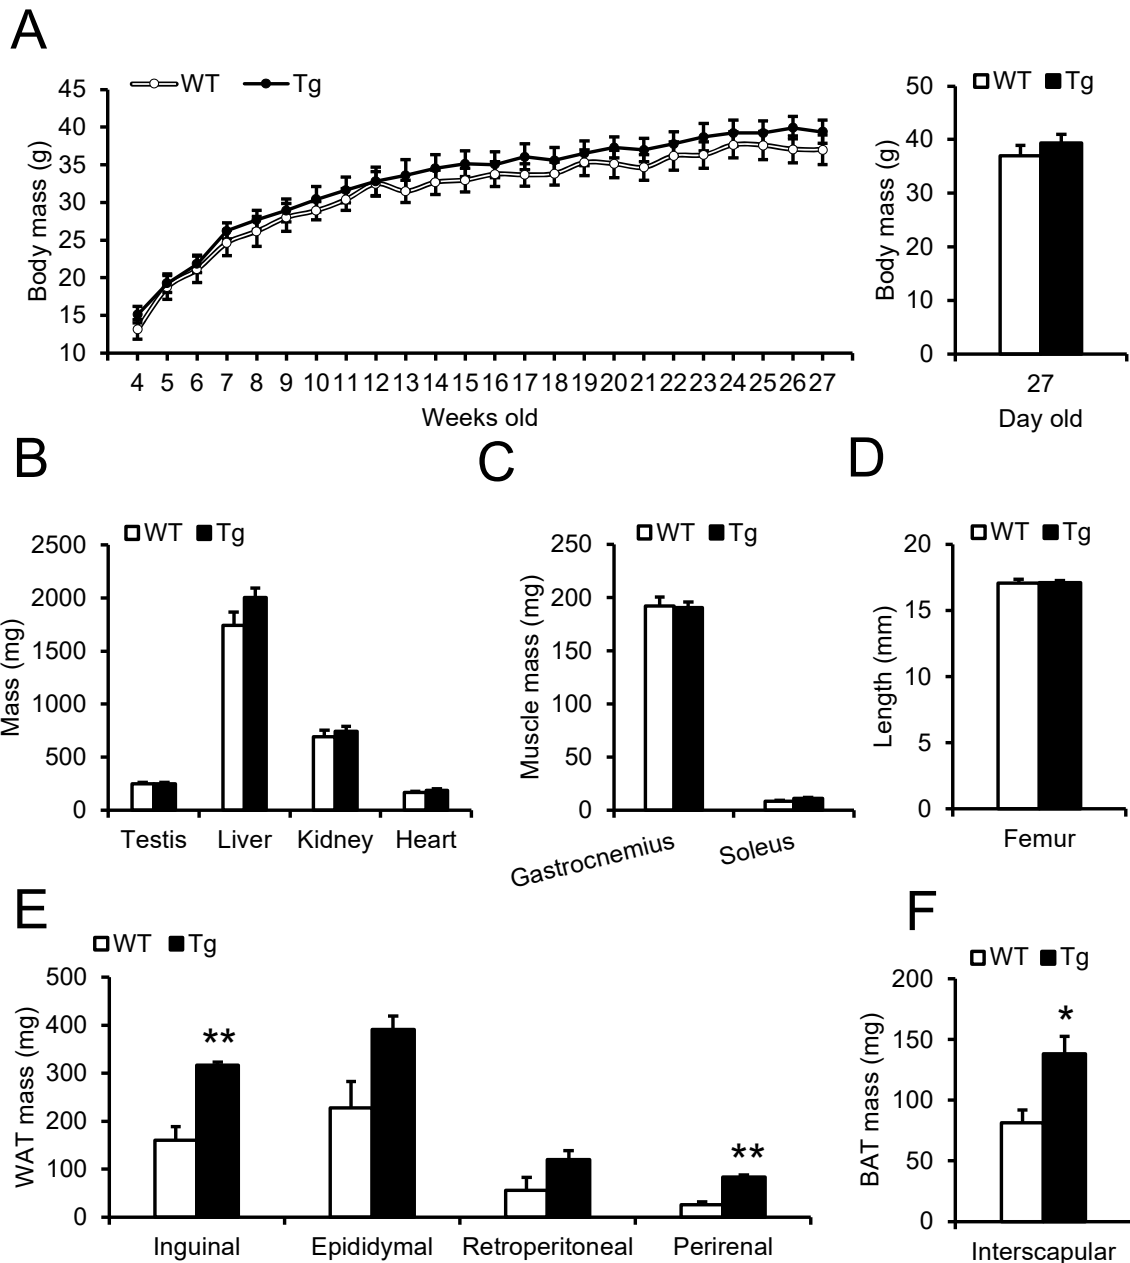 A
WT Tg
45
40
35
30
25
20
15
10
Body mass (g)
4 5 6 7 8 9 10 11 12 13 14 15 16 17 18 19 20 21 22 23 24 25 26 27
Weeks old
WT Tg
50
40
30
20
10
0
Body mass (g)
27
Day old
B
WT Tg
2500
2000
1500
1000
500
0
Mass (mg)
Testis Liver Kidney Heart
C
WT Tg
250
200
150
100
50
0
Muscle mass (mg)
Gastrocnemius Soleus
D
WT Tg
20
15
10
5
0
Length (mm)
Femur
E
WT Tg
500
400
300
200
100
0
WAT mass (mg)
**
**
Inguinal Epididymal Retroperitoneal Perirenal
F
WT Tg
200
150
100
50
0
BAT mass (mg)
*
Interscapular